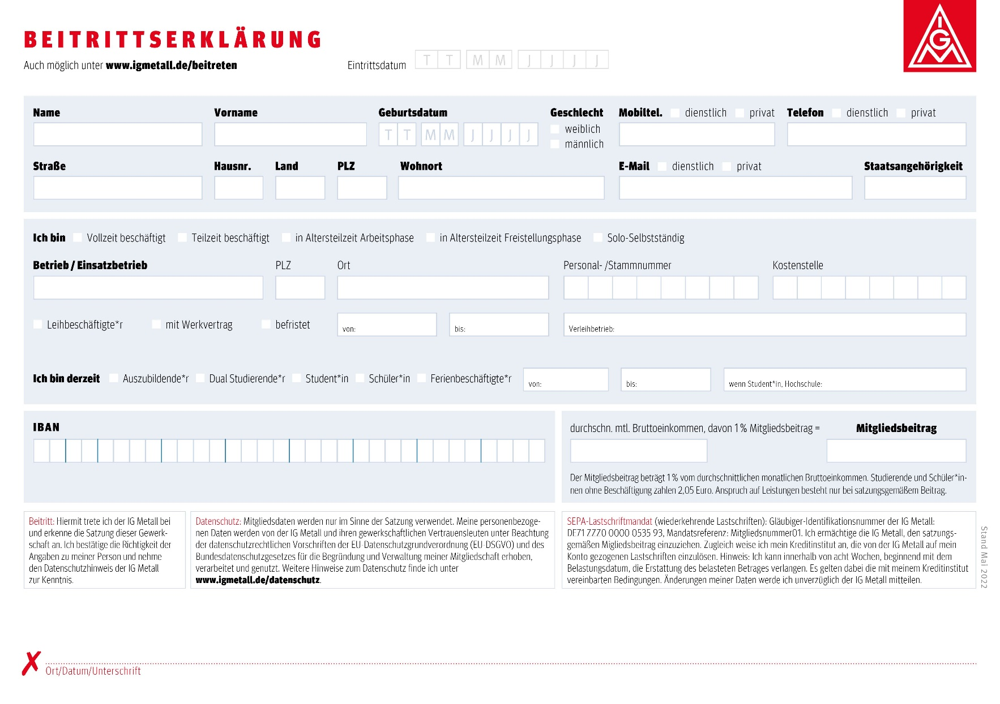 BEITRITTSERKLÄRUNG
Auch möglich unter www.igmetall.de/beitreten
Eintrittsdatum T T M M J J J J
IGM
Name Vorname Geburtsdatum Geschlecht Mobiltel. dienstlich privat Telefon dienstlich privat
T T M M J J J J weiblich
männlich
Straße Hausnr. Land PLZ Wohnort E-Mail dienstlich privat Staatsangehörigkeit
Ich bin Vollzeit beschäftigt Teilzeit beschäftigt in Altersteilzeit Arbeitsphase in Altersteilzeit Freistellungsphase Solo-Selbstständig
Betrieb / Einsatzbetrieb PLZ Ort Personal- /Stammnummer Kostenstelle
Leihbeschäftigte*r mit Werkvertrag befristet von: bis: Verleihbetrieb:
Ich bin derzeit Auszubildende*r Dual Studierende*r Student*in Schüler*in Ferienbeschäftigte*r von: bis: wenn Student*in, Hochschule:
IBAN
durchschn. mtl. Bruttoeinkommen, davon 1 % Mitgliedsbeitrag = Mitgliedsbeitrag
Der Mitgliedsbeitrag beträgt 1 % vom durchschnittlichen monatlichen Bruttoeinkommen. Studierende und Schüler*in-
nen ohne Beschäftigung zahlen 2,05 Euro. Anspruch auf Leistungen besteht nur bei satzungsgemäßem Beitrag.
Beitritt: Hiermit trete ich der IG Metall bei
und erkenne die Satzung dieser Gewerk-
schaft an. Ich bestätige die Richtigkeit der
Angaben zu meiner Person und nehme
den Datenschutzhinweis der IG Metall
zur Kenntnis.
Datenschutz: Mitgliedsdaten werden nur im Sinne der Satzung verwendet. Meine personenbezoge-
nen Daten werden von der IG Metall und ihren gewerkschaftlichen Vertrauensleuten unter Beachtung
der datenschutzrechtlichen Vorschriften der EU-Datenschutzgrundverordnung (EU-DSGVO) und des
Bundesdatenschutzgesetzes für die Begründung und Verwaltung meiner Mitgliedschaft erhoben,
verarbeitet und genutzt. Weitere Hinweise zum Datenschutz finde ich unter
www.igmetall.de/datenschutz.
SEPA-Lastschriftmandat (wiederkehrende Lastschriften): Gläubiger-Identifikationsnummer der IG Metall:
DE71 ZZZ0 0000 0535 93, Mandatsreferenz: Mitgliedsnummer01. Ich ermächtige die IG Metall, den satzungs-
gemäßen Migliedsbeitrag einzuziehen. Zugleich weise ich mein Kreditinstitut an, die von der IG Metall auf mein
Konto gezogenen Lastschriften einzulösen. Hinweis: Ich kann innerhalb von acht Wochen, beginnend mit dem
Belastungsdatum, die Erstattung des belasteten Betrages verlangen. Es gelten dabei die mit meinem Kreditinstitut
vereinbarten Bedingungen. Änderungen meiner Daten werde ich unverzüglich der IG Metall mitteilen.
Stand Mai 2022
✗
Ort/Datum/Unterschrift